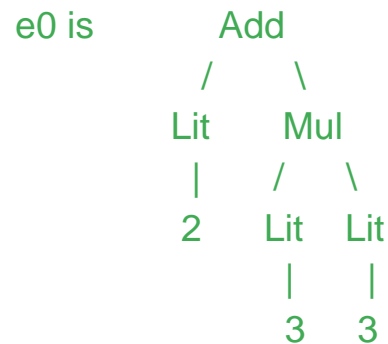 e0 is Add
/ \
Lit Mul
| / \
2 Lit Lit
| |
3 3